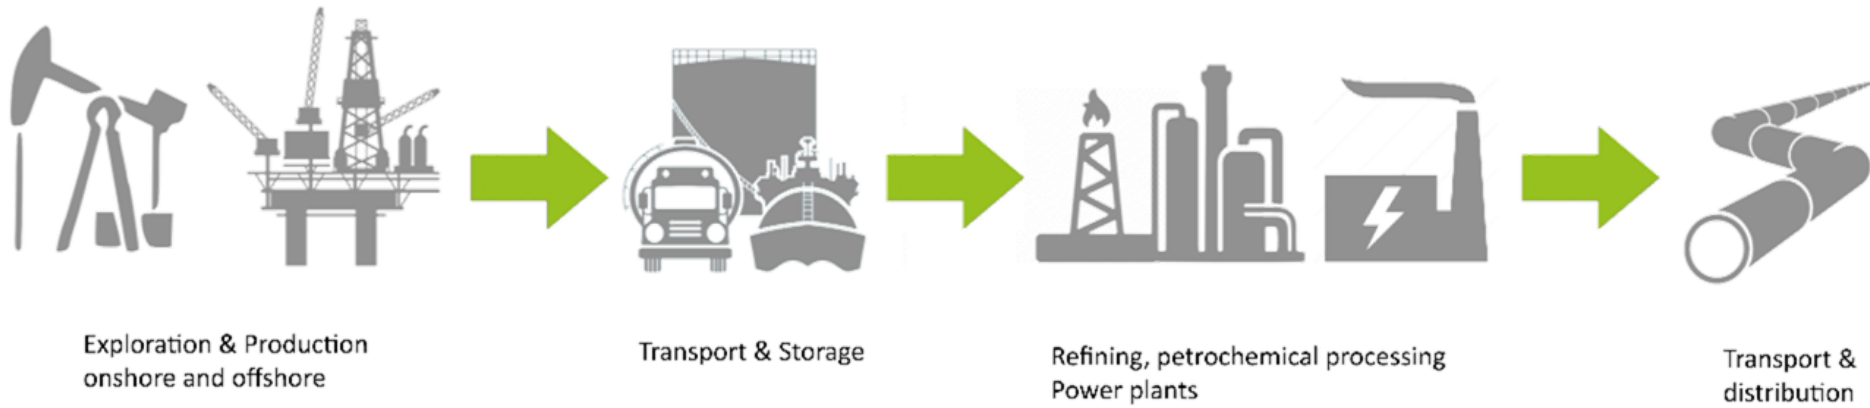 Exploration & Production
onshore and offshore
Transport & Storage
Refining, petrochemical processing
Power plants
Transport &
distribution